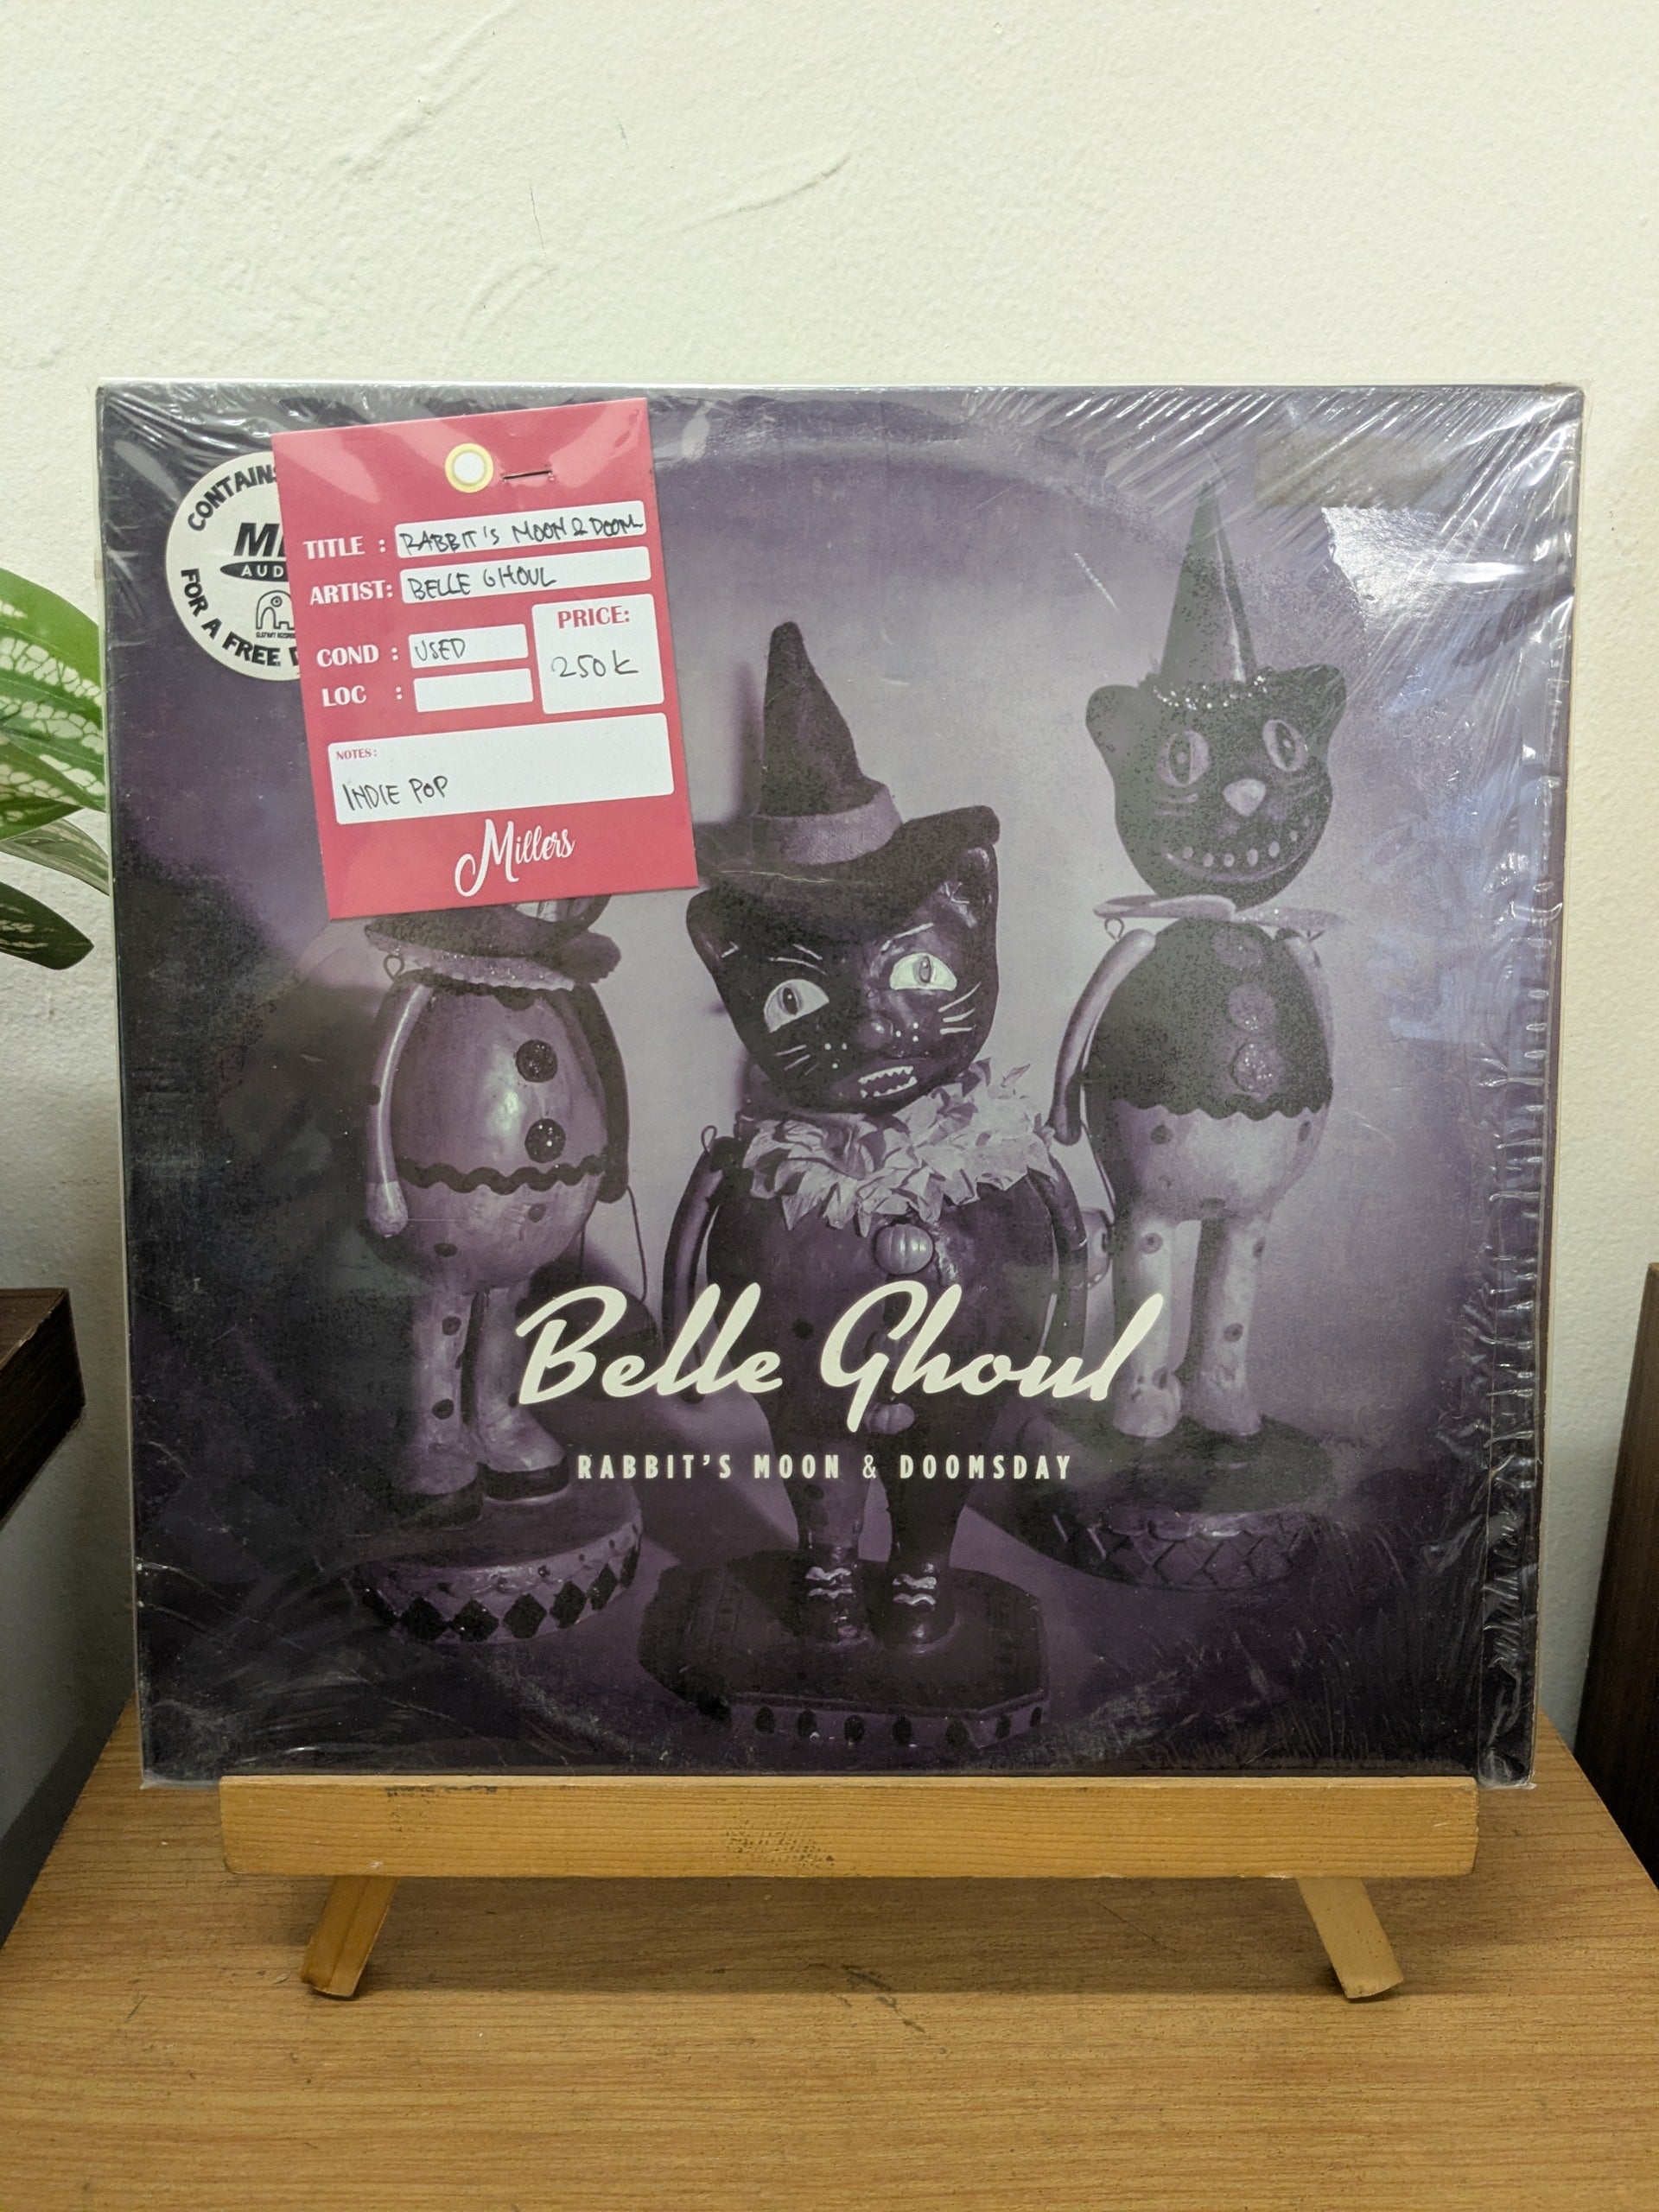 CONTAINS
AUD
FOR A FREE
TITLE : RABBIT'S MOON & DOOM
ARTIST: BELLE GHOUL
PRICE:
250K
COND : USED
LOC :
NOTES:
INDIE POP
Millers
Belle Ghoul
RABBIT'S MOON & DOOMSDAY